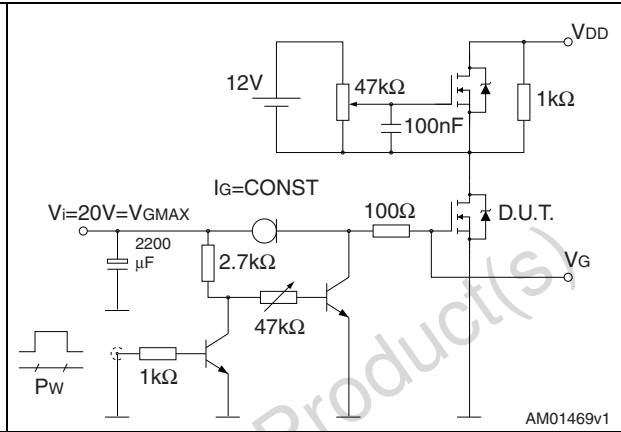 VDD
12V
47kΩ
1kΩ
100nF
IG=CONST
Vi=20V=VGMAX
100Ω
D.U.T.
2200
μF
2.7kΩ
VG
47kΩ
1kΩ
PW
Product(s)
AM01469v1